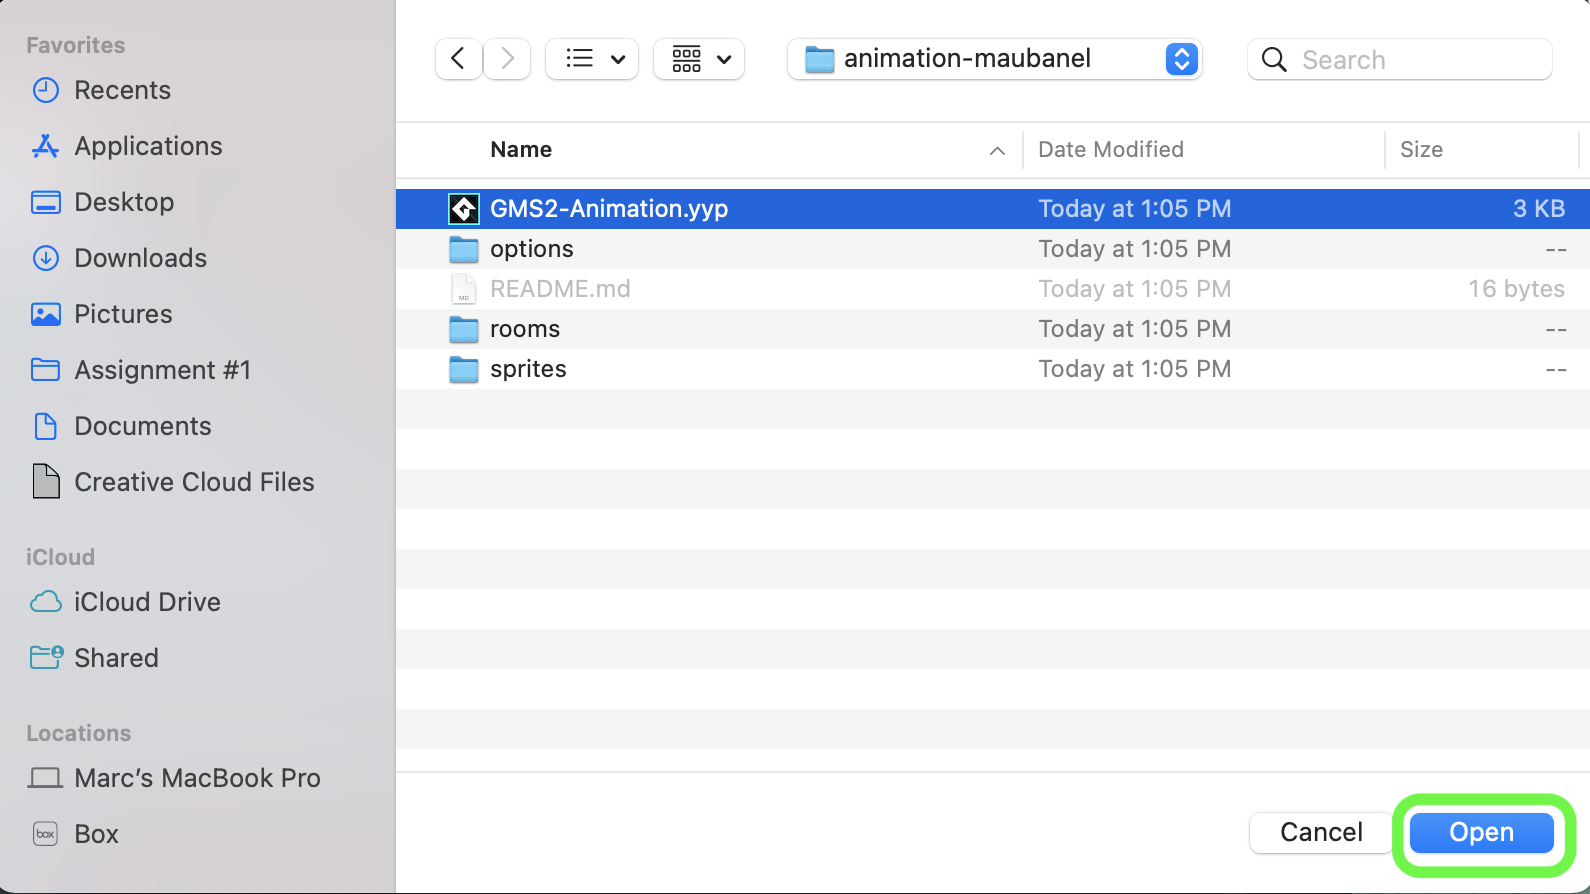 Favorites
Recents
Applications
Desktop
Downloads
Pictures
Assignment #1
Documents
Creative Cloud Files
iCloud
iCloud Drive
Shared
Locations
Marc’s MacBook Pro
box
Box
animation-maubanel
Search
Name Date Modified Size
GMS2-Animation.yyp Today at 1:05 PM 3 KB
options Today at 1:05 PM --
MD README.md Today at 1:05 PM 16 bytes
rooms Today at 1:05 PM --
sprites Today at 1:05 PM --
Cancel Open